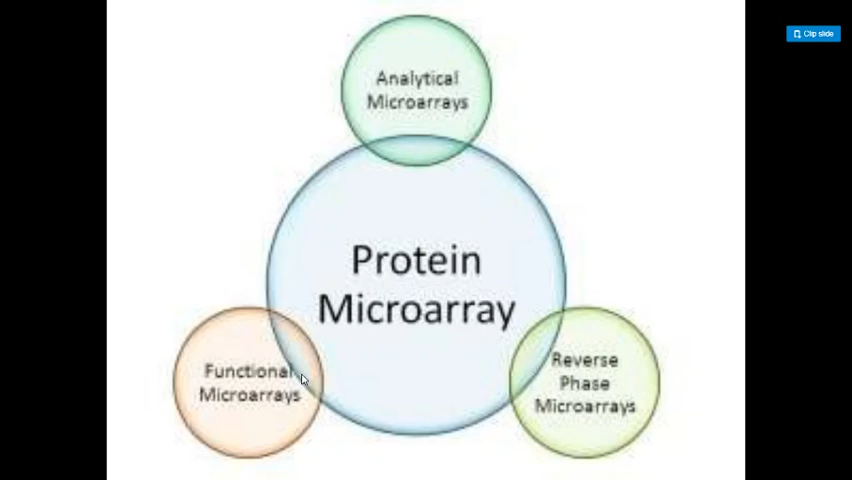 Clip slide
Analytical
Microarrays
Protein
Microarray
Functional
Microarrays
Reverse
Phase
Microarrays